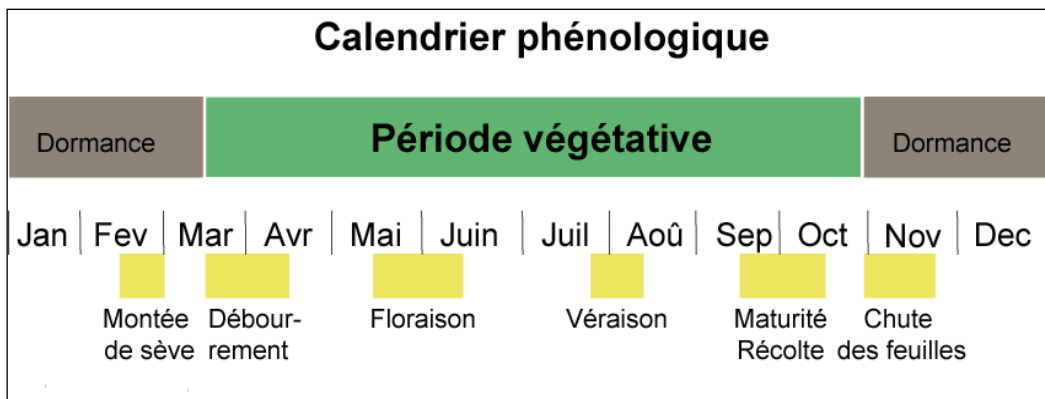 Calendrier phénologique
Dormance Période végétative Dormance
Jan Fev Mar Avr Mai Juin Juil Aoû Sep Oct Nov Dec
Montée Débour- Floraison Véraison Maturité Chute
de sève rement Récolte des feuilles